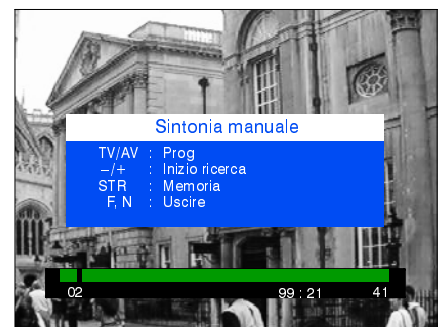 Sintonia manuale
TV/AV : Prog
–/+ : Inizio ricerca
STR : Memoria
F, N : Uscire
02 99 : 21 41